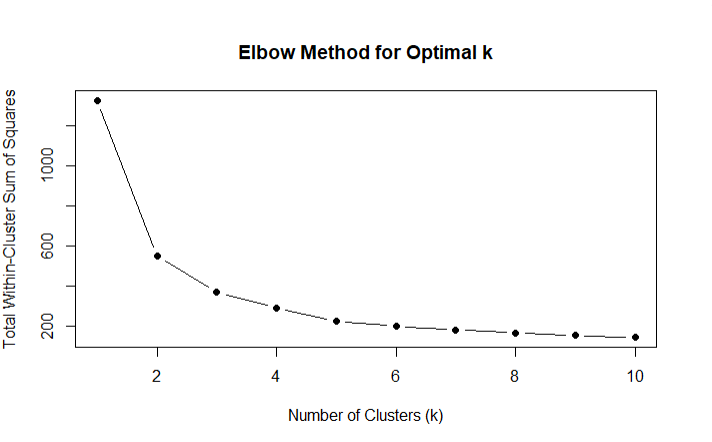 Elbow Method for Optimal k
Total Within-Cluster Sum of Squares
1000
600
200
2 4 6 8 10
Number of Clusters (k)